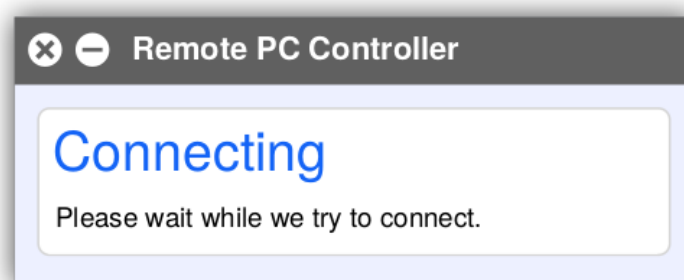 Remote PC Controller
Connecting
Please wait while we try to connect.